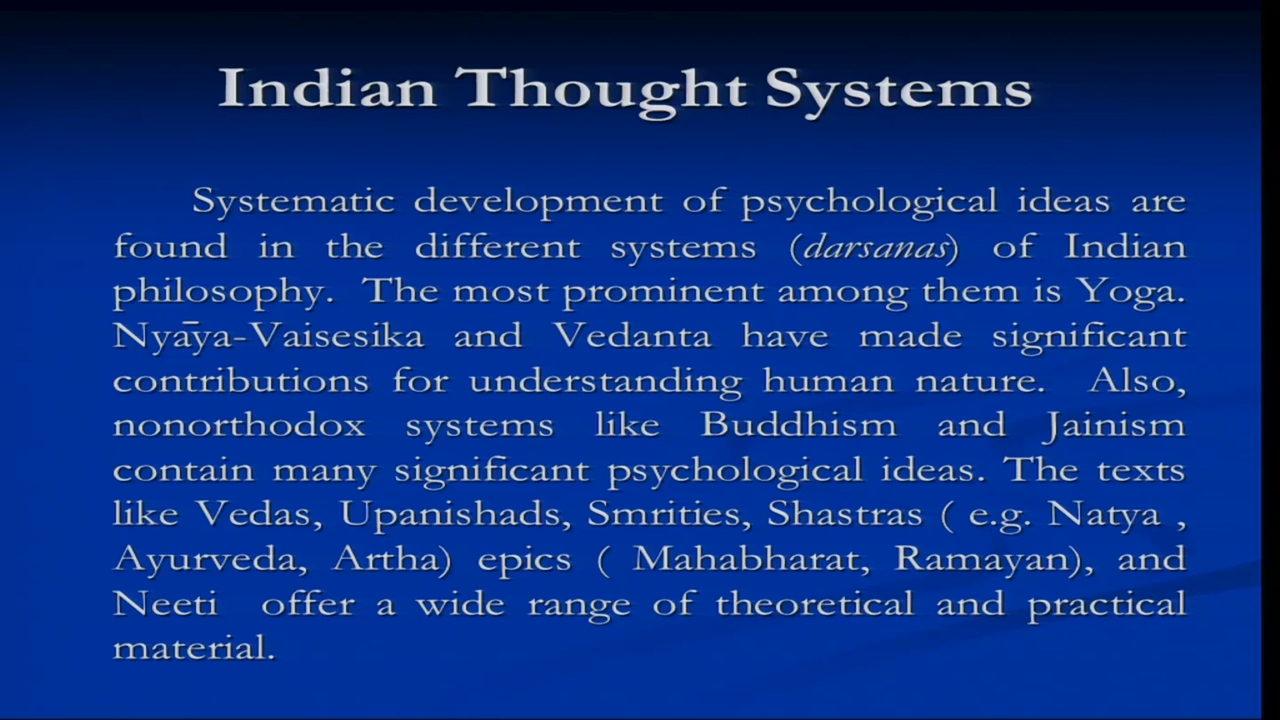 Indian Thought Systems
Systematic development of psychological ideas are
found in the different systems (darsanas) of Indian
philosophy. The most prominent among them is Yoga.
Nyāya-Vaisesika and Vedanta have made significant
contributions for understanding human nature. Also,
nonorthodox systems like Buddhism and Jainism
contain many significant psychological ideas. The texts
like Vedas, Upanishads, Smrities, Shastras ( e.g. Natya ,
Ayurveda, Artha) epics ( Mahabharat, Ramayan), and
Neeti offer a wide range of theoretical and practical
material.